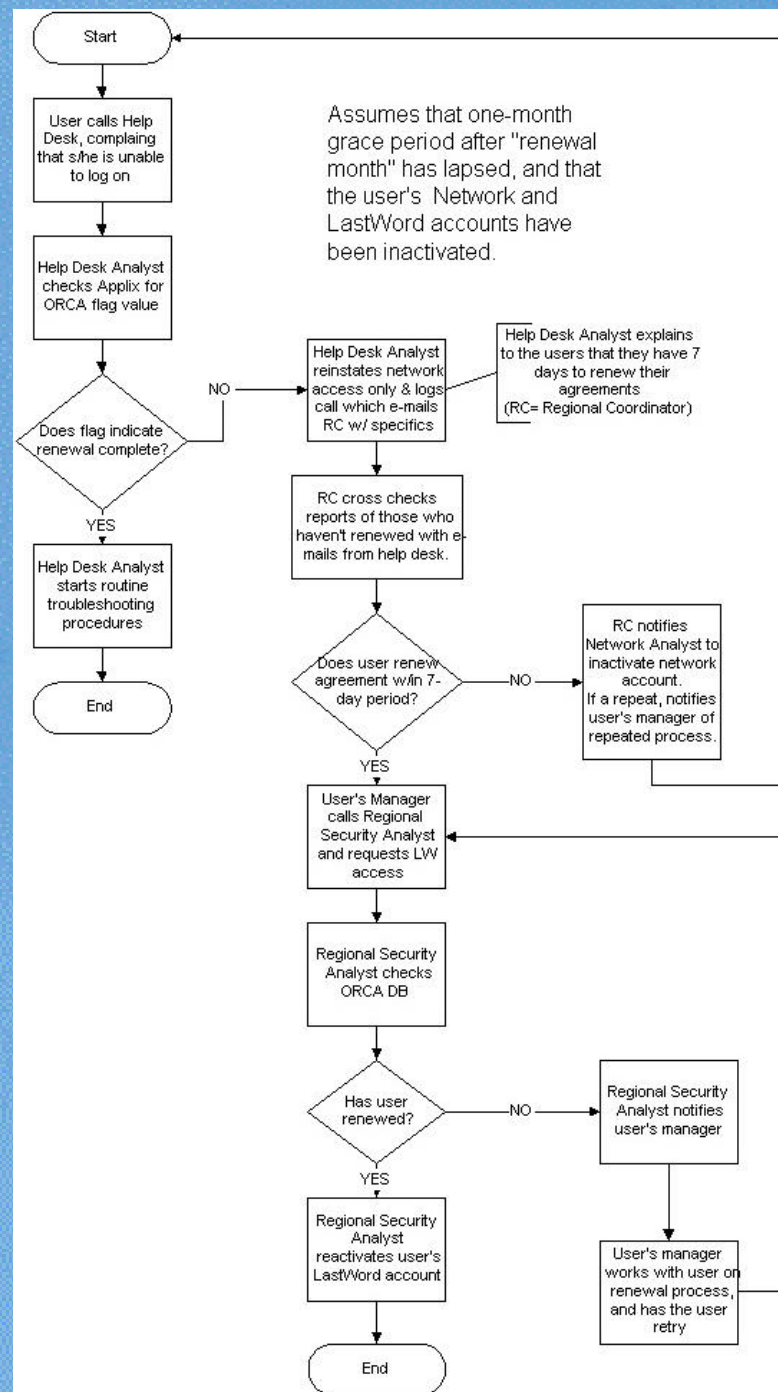 Start
User calls Help
Desk, complaing
that s/he is unable
to log on
Assumes that one-month
grace period after "renewal
month" has lapsed, and that
the user's Network and
LastWord accounts have
been inactivated.
Help Desk Analyst
checks Applix for
ORCA flag value
Does flag indicate
renewal complete?
NO
Help Desk Analyst
reinstates network
access only & logs
call which e-mails
RC w/ specifics
Help Desk Analyst explains
to the users that they have 7
days to renew their
agreements
(RC= Regional Coordinator)
YES
Help Desk Analyst
starts routine
troubleshooting
procedures
End
RC cross checks
reports of those who
haven't renewed with e-
mails from help desk.
Does user renew
agreement w/in 7-
day period?
NO
RC notifies
Network Analyst to
inactivate network
account.
If a repeat, notifies
user's manager of
repeated process.
YES
User's Manager
calls Regional
Security Analyst
and requests LW
access
Regional Security
Analyst checks
ORCA DB
Has user
renewed?
NO
Regional Security
Analyst notifies
user's manager
YES
Regional Security
Analyst
reactivates user's
LastWord account
User's manager
works with user on
renewal process,
and has the user
retry
End